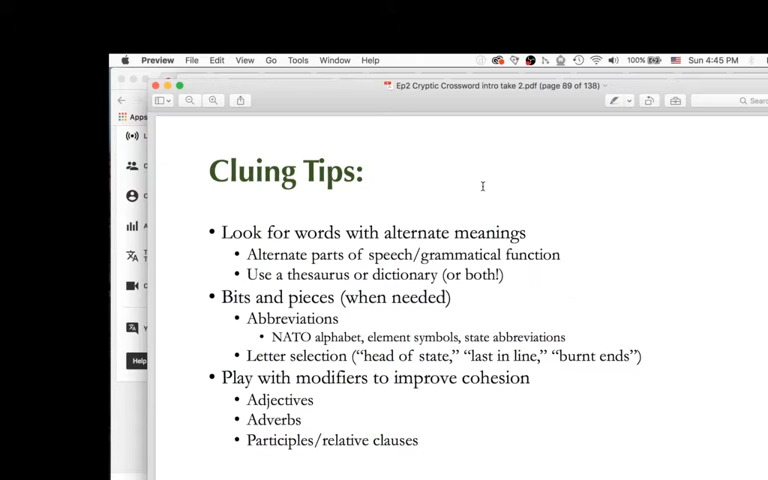 Preview File Edit View Go Tools Window Help 100% Sun 4:45 PM
Ep2 Cryptic Crossword intro take 2.pdf (page 89 of 138)
Apps
Help
Cluing Tips:
• Look for words with alternate meanings
• Alternate parts of speech/grammatical function
• Use a thesaurus or dictionary (or both!)
• Bits and pieces (when needed)
• Abbreviations
• NATO alphabet, element symbols, state abbreviations
• Letter selection (“head of state,” “last in line,” “burnt ends”)
• Play with modifiers to improve cohesion
• Adjectives
• Adverbs
• Participles/relative clauses